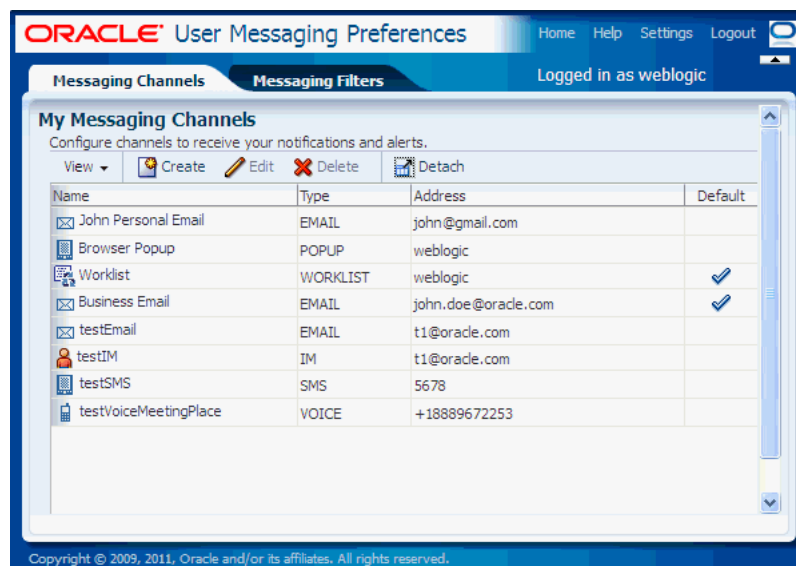 ORACLE User Messaging Preferences
Home Help Settings Logout
Messaging Channels
Messaging Filters
Logged in as weblogic
My Messaging Channels
Configure channels to receive your notifications and alerts.
View Create Edit Delete Detach
Name Type Address Default
John Personal Email EMAIL john@gmail.com
Browser Popup POPUP weblogic
Worklist WORKLIST weblogic
Business Email EMAIL john.doe@oracle.com
testEmail EMAIL t1@oracle.com
testIM IM t1@oracle.com
testSMS SMS 5678
testVoiceMeetingPlace VOICE +18889672253
Copyright © 2009, 2011, Oracle and/or its affiliates. All rights reserved.